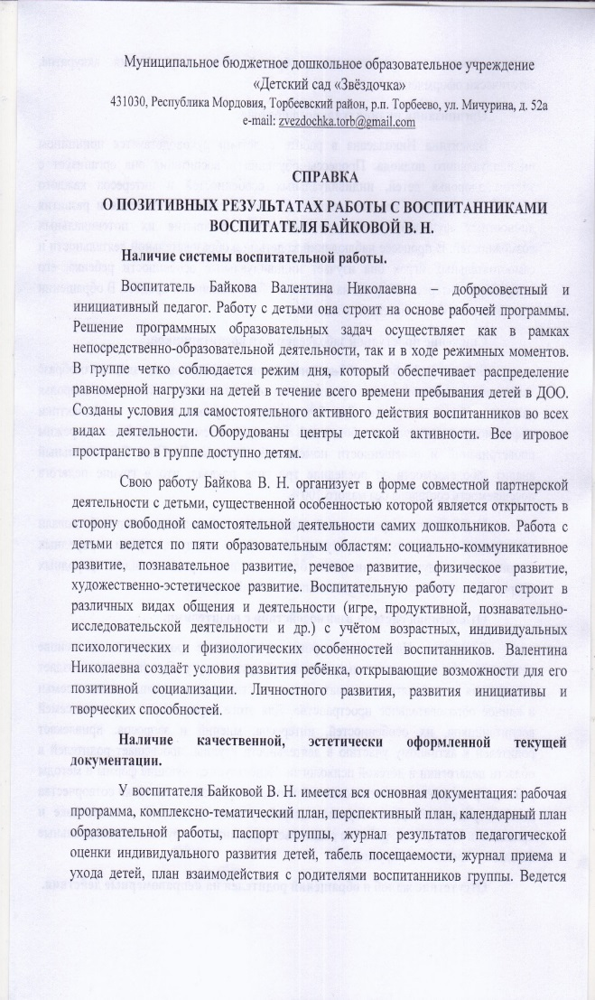 Муниципальное бюджетное дошкольное образовательное учреждение
«Детский сад «Звёздочка»
431030, Республика Мордовия, Торбеевский район, р.п. Торбеево, ул. Мичурина, д. 52а
e-mail: zvezdochka.torb@gmail.com
СПРАВКА
О ПОЗИТИВНЫХ РЕЗУЛЬТАТАХ РАБОТЫ С ВОСПИТАННИКАМИ
ВОСПИТАТЕЛЯ БАЙКОВОЙ В. Н.
Наличие системы воспитательной работы.
Воспитатель Байкова Валентина Николаевна – добросовестный и
инициативный педагог. Работу с детьми она строит на основе рабочей программы.
Решение программных образовательных задач осуществляет как в рамках
непосредственно-образовательной деятельности, так и в ходе режимных моментов.
В группе четко соблюдается режим дня, который обеспечивает распределение
равномерной нагрузки на детей в течение всего времени пребывания детей в ДОО.
Созданы условия для самостоятельного активного действия воспитанников во всех
видах деятельности. Оборудованы центры детской активности. Все игровое
пространство в группе доступно детям.
Свою работу Байкова В. Н. организует в форме совместной партнерской
деятельности с детьми, существенной особенностью которой является открытость в
сторону свободной самостоятельной деятельности самих дошкольников. Работа с
детьми ведется по пяти образовательным областям: социально-коммуникативное
развитие, познавательное развитие, речевое развитие, физическое развитие,
художественно-эстетическое развитие. Воспитательную работу педагог строит в
различных видах общения и деятельности (игре, продуктивной, познавательно-
исследовательской деятельности и др.) с учётом возрастных, индивидуальных
психологических и физиологических особенностей воспитанников. Валентина
Николаевна создаёт условия развития ребёнка, открывающие возможности для его
позитивной социализации. Личностного развития, развития инициативы и
творческих способностей.
Наличие качественной, эстетически оформленной текущей
документации.
У воспитателя Байковой В. Н. имеется вся основная документация: рабочая
программа, комплексно-тематический план, перспективный план, календарный план
образовательной работы, паспорт группы, журнал результатов педагогической
оценки индивидуального развития детей, табель посещаемости, журнал приема и
ухода детей, план взаимодействия с родителями воспитанников группы. Ведется